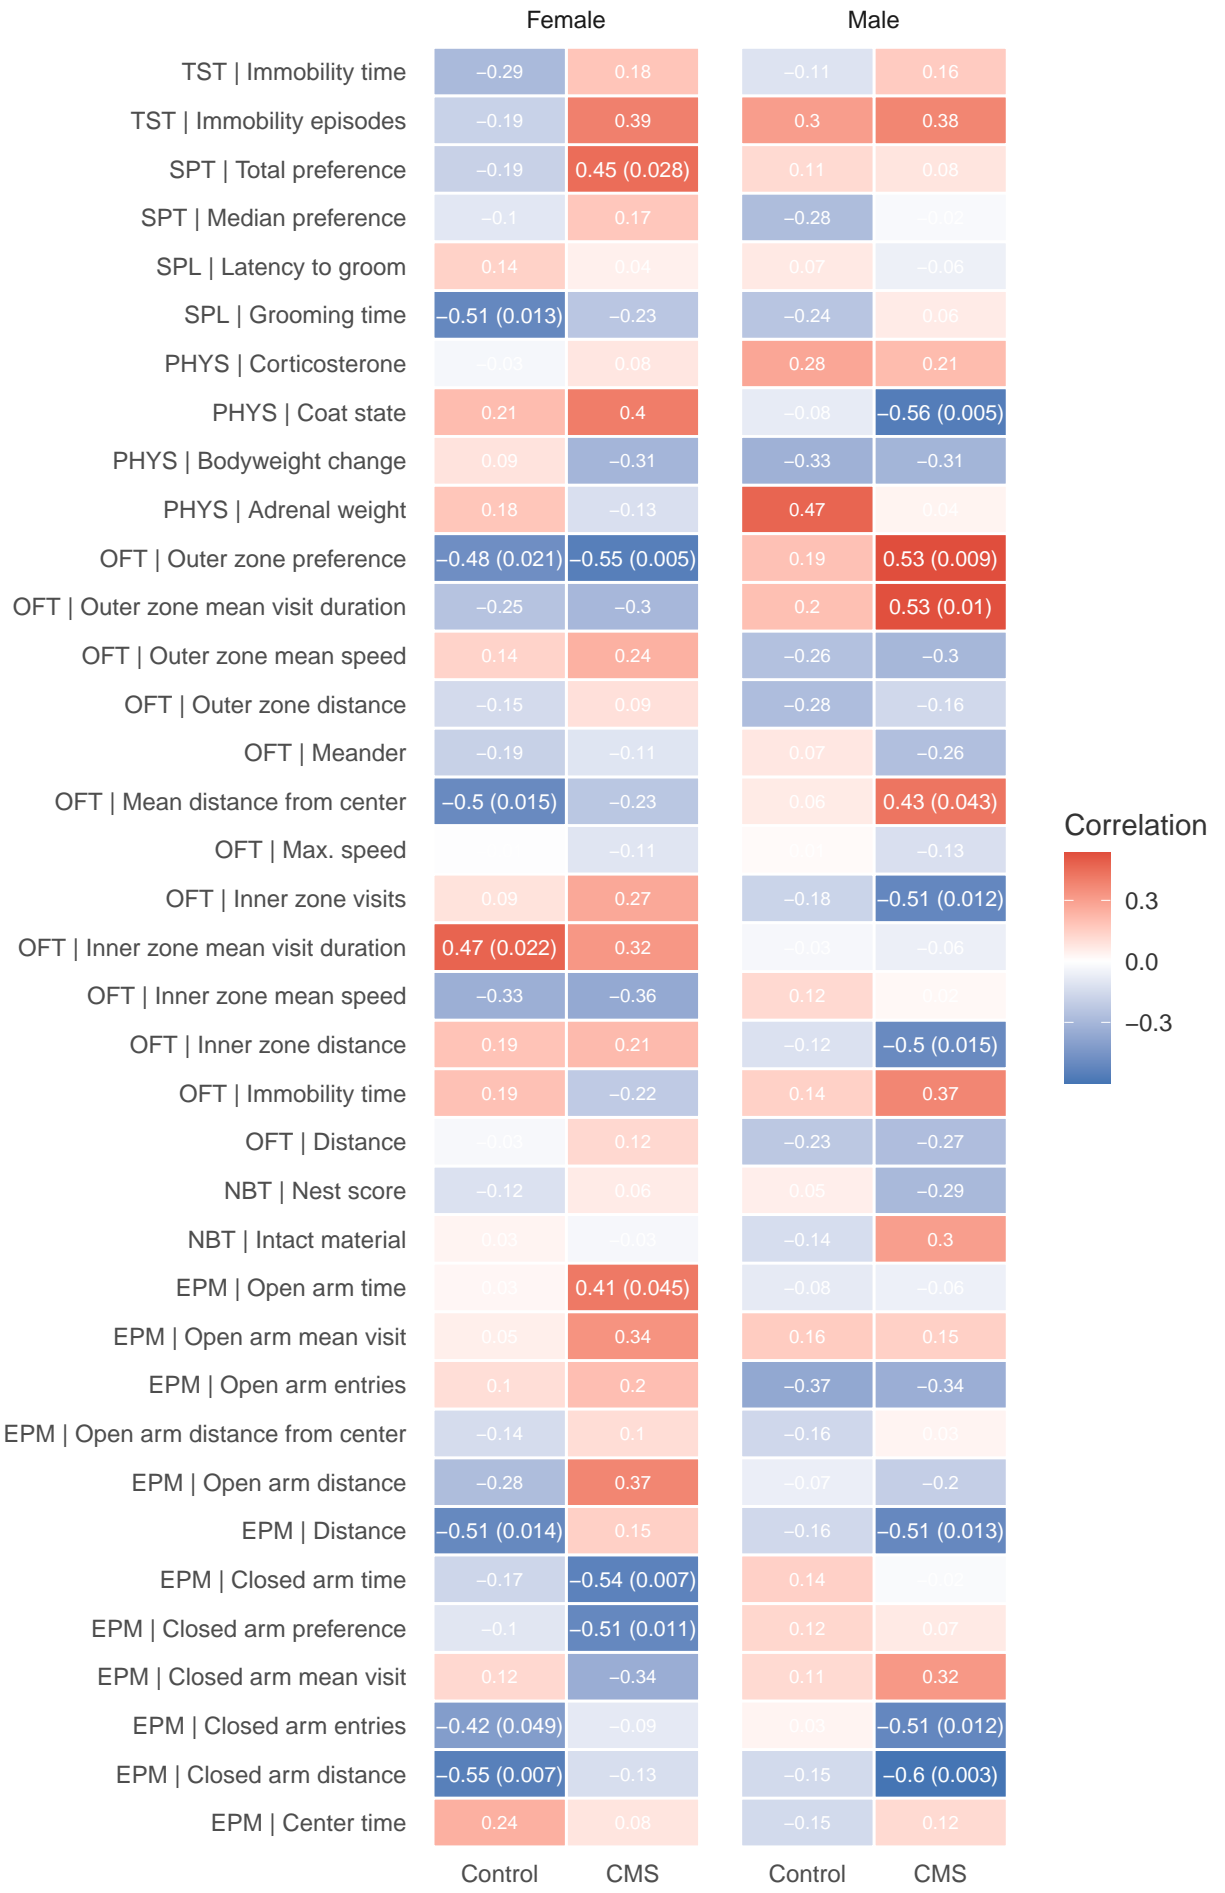 Female Male
TST | Immobility time −0.29 0.18 −0.11 0.16
TST | Immobility episodes −0.19 0.39 0.3 0.38
SPT | Total preference −0.19 0.45 (0.028) 0.11 0.08
SPT | Median preference −0.1 0.17 −0.28 −0.02
SPL | Latency to groom 0.14 0.04 0.07 −0.06
SPL | Grooming time −0.51 (0.013) −0.23 −0.24 0.06
PHYS | Corticosterone −0.03 0.08 0.28 0.21
PHYS | Coat state 0.21 0.4 −0.08 −0.56 (0.005)
PHYS | Bodyweight change 0.09 −0.31 −0.33 −0.31
PHYS | Adrenal weight 0.18 −0.13 0.47 0.04
OFT | Outer zone preference −0.48 (0.021) −0.55 (0.005) 0.19 0.53 (0.009)
OFT | Outer zone mean visit duration −0.25 −0.3 0.2 0.53 (0.01)
OFT | Outer zone mean speed 0.14 0.24 −0.26 −0.3
OFT | Outer zone distance −0.15 0.09 −0.28 −0.16
OFT | Meander −0.19 −0.11 0.07 −0.26
OFT | Mean distance from center −0.5 (0.015) −0.23 0.06 0.43 (0.043)
OFT | Max. speed −0.11 0.01 −0.13
OFT | Inner zone visits 0.09 0.27 −0.18 −0.51 (0.012)
OFT | Inner zone mean visit duration 0.47 (0.022) 0.32 −0.03 −0.06
OFT | Inner zone mean speed −0.33 −0.36 0.12 0.02
OFT | Inner zone distance 0.19 0.21 −0.12 −0.5 (0.015)
OFT | Immobility time 0.19 −0.22 0.14 0.37
OFT | Distance −0.03 0.12 −0.23 −0.27
NBT | Nest score −0.12 0.06 0.05 −0.29
NBT | Intact material 0.03 −0.03 −0.14 0.3
EPM | Open arm time 0.03 0.41 (0.045) −0.08 −0.06
EPM | Open arm mean visit 0.05 0.34 0.16 0.15
EPM | Open arm entries 0.1 0.2 −0.37 −0.34
EPM | Open arm distance from center −0.14 0.1 −0.16 0.03
EPM | Open arm distance −0.28 0.37 −0.07 −0.2
EPM | Distance −0.51 (0.014) 0.15 −0.16 −0.51 (0.013)
EPM | Closed arm time −0.17 −0.54 (0.007) 0.14 −0.02
EPM | Closed arm preference −0.1 −0.51 (0.011) 0.12 0.07
EPM | Closed arm mean visit 0.12 −0.34 0.11 0.32
EPM | Closed arm entries −0.42 (0.049) −0.09 0.03 −0.51 (0.012)
EPM | Closed arm distance −0.55 (0.007) −0.13 −0.15 −0.6 (0.003)
EPM | Center time 0.24 0.08 −0.15 0.12
Control CMS Control CMS
Correlation
0.3
0.0
−0.3